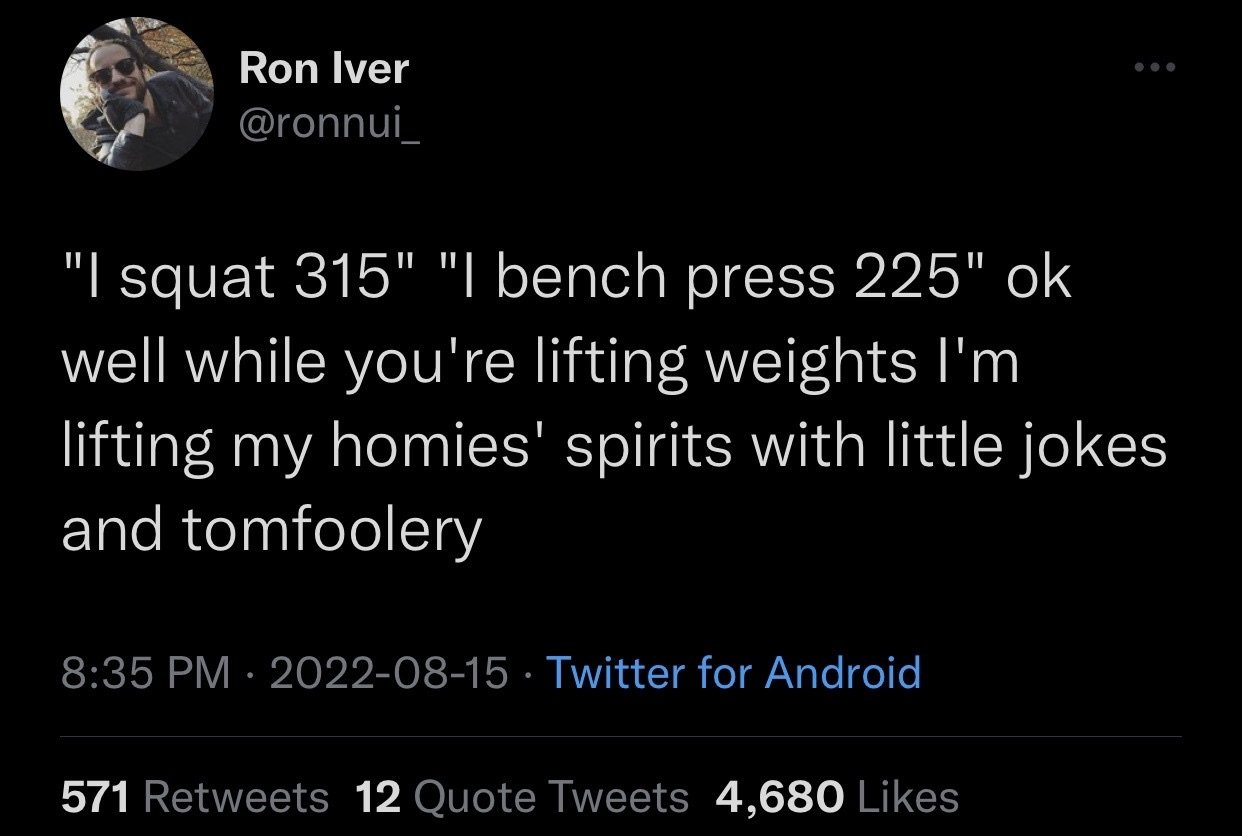 Ron Iver
@ronnui_
"I squat 315" "I bench press 225" ok
well while you're lifting weights I'm
lifting my homies' spirits with little jokes
and tomfoolery
8:35 PM · 2022-08-15 · Twitter for Android
571 Retweets 12 Quote Tweets 4,680 Likes